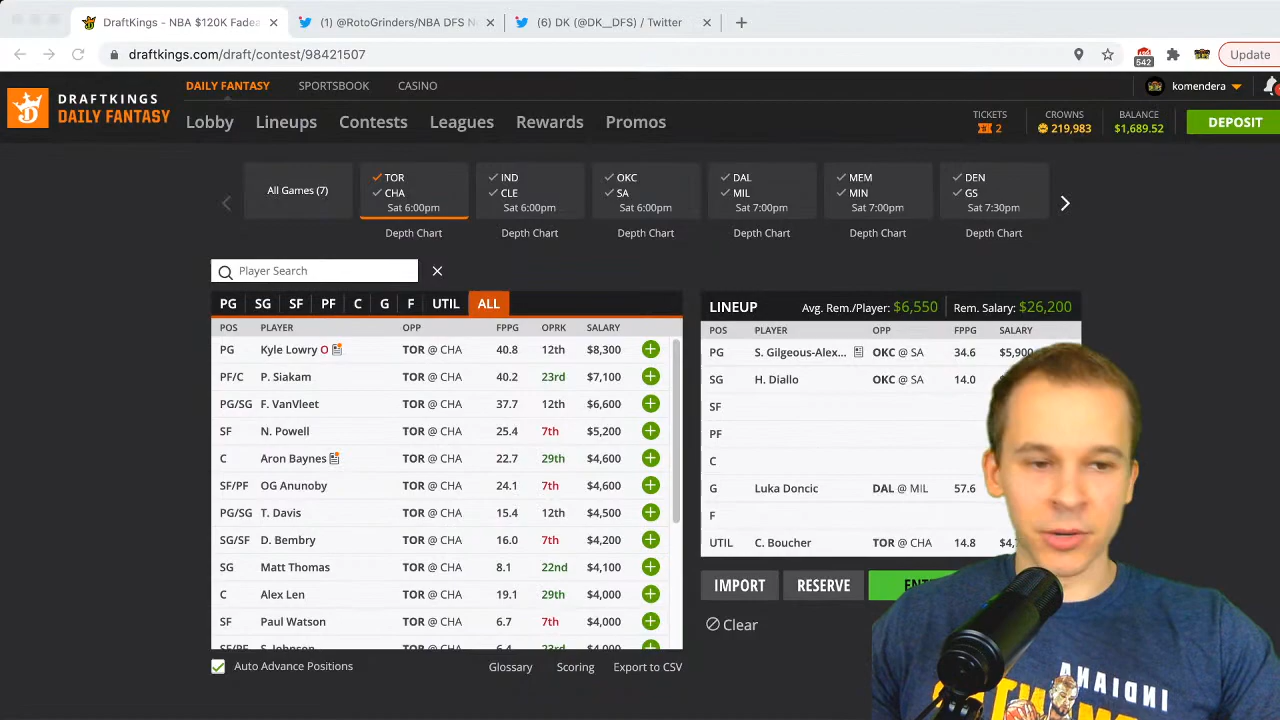 DraftKings - NBA $120K Fadea
(1) @RotoGrinders/NBA DFS N
(6) DK (@DK__DFS) / Twitter
draftkings.com/draft/contest/98421507
542
Update
DRAFTKINGS
DAILY FANTASY
DAILY FANTASY SPORTSBOOK CASINO
komendera
Lobby Lineups Contests Leagues Rewards Promos
TICKETS
2
CROWNS
219,983
BALANCE
$1,689.52
DEPOSIT
All Games (7)
TOR
CHA
Sat 6:00pm
Depth Chart
IND
CLE
Sat 6:00pm
Depth Chart
OKC
SA
Sat 6:00pm
Depth Chart
DAL
MIL
Sat 7:00pm
Depth Chart
MEM
MIN
Sat 7:00pm
Depth Chart
DEN
GS
Sat 7:30pm
Depth Chart
Player Search
PG SG SF PF C G F UTIL ALL
POS PLAYER OPP FPPG OPRK SALARY
PG Kyle Lowry O TOR @ CHA 40.8 12th $8,300
PF/C P. Siakam TOR @ CHA 40.2 23rd $7,100
PG/SG F. VanVleet TOR @ CHA 37.7 12th $6,600
SF N. Powell TOR @ CHA 25.4 7th $5,200
C Aron Baynes TOR @ CHA 22.7 29th $4,600
SF/PF OG Anunoby TOR @ CHA 24.1 7th $4,600
PG/SG T. Davis TOR @ CHA 15.4 12th $4,500
SG/SF D. Bembry TOR @ CHA 16.0 7th $4,200
SG Matt Thomas TOR @ CHA 8.1 22nd $4,100
C Alex Len TOR @ CHA 19.1 29th $4,000
SF Paul Watson TOR @ CHA 6.7 7th $4,000
SF/PF S. Johnson TOR @ CHA 6.4 23rd $4,000
Auto Advance Positions
Glossary Scoring Export to CSV
LINEUP Avg. Rem./Player: $6,550 Rem. Salary: $26,200
POS PLAYER OPP FPPG SALARY
PG S. Gilgeous-Alex... OKC @ SA 34.6 $5,900
SG H. Diallo OKC @ SA 14.0
SF
PF
C
G Luka Doncic DAL @ MIL 57.6
F
UTIL C. Boucher TOR @ CHA 14.8
IMPORT RESERVE
Clear
INDIANA